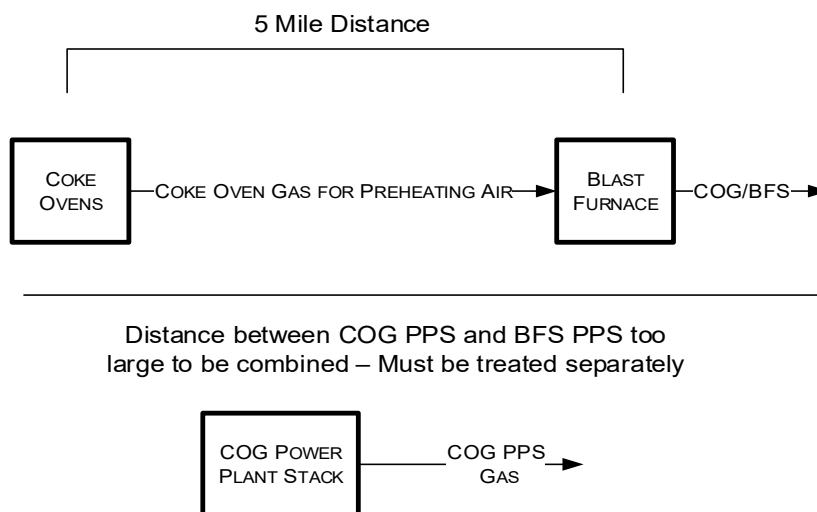 5 Mile Distance
COKE
OVENS
COKE OVEN GAS FOR PREHEATING AIR
BLAST
FURNACE
COG/BFS
Distance between COG PPS and BFS PPS too
large to be combined – Must be treated separately
COG POWER
PLANT STACK
COG PPS
GAS